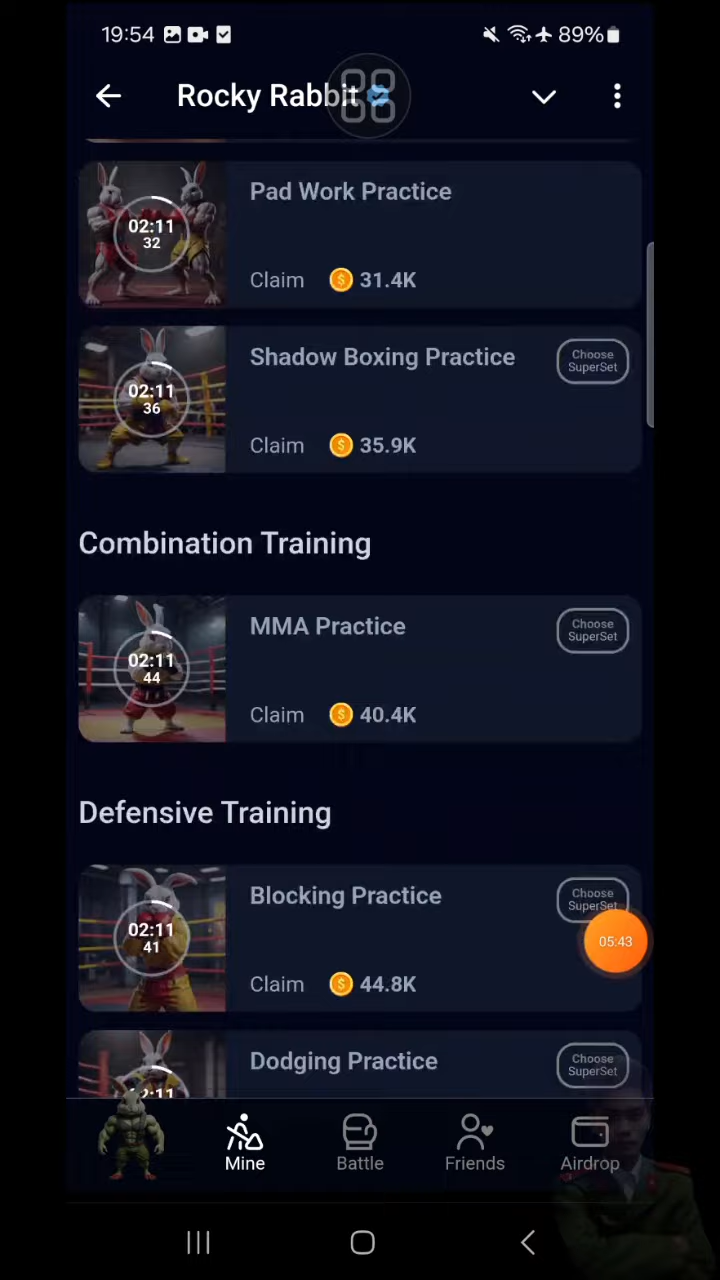 19:54
89%
Rocky Rabbit
Pad Work Practice
02:11
32
Claim 31.4K
Shadow Boxing Practice
Choose
SuperSet
02:11
36
Claim 35.9K
Combination Training
MMA Practice
Choose
SuperSet
02:11
44
Claim 40.4K
Defensive Training
Blocking Practice
Choose
SuperSet
02:11
41
05:43
Claim 44.8K
Dodging Practice
Choose
SuperSet
02:11
Mine
Battle
Friends
Airdrop